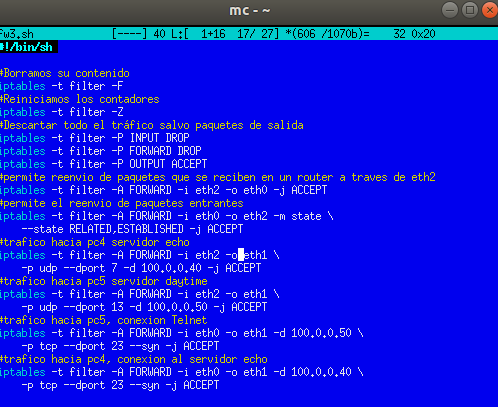 mc - ~
fw3.sh [----] 40 L:[ 1+16 17/ 27] *(606 /1070b)= 32 0x20
#!/bin/sh
#Borramos su contenido
iptables -t filter -F
#Reiniciamos los contadores
iptables -t filter -Z
#Descartar todo el tráfico salvo paquetes de salida
iptables -t filter -P INPUT DROP
iptables -t filter -P FORWARD DROP
iptables -t filter -P OUTPUT ACCEPT
#permite reenvio de paquetes que se reciben en un router a traves de eth2
iptables -t filter -A FORWARD -i eth2 -o eth0 -j ACCEPT
#permite el reenvio de paquetes entrantes
iptables -t filter -A FORWARD -i eth0 -o eth2 -m state \
--state RELATED,ESTABLISHED -j ACCEPT
#trafico hacia pc4 servidor echo
iptables -t filter -A FORWARD -i eth2 -o eth1 \
-p udp --dport 7 -d 100.0.0.40 -j ACCEPT
#trafico hacia pc5 servidor daytime
iptables -t filter -A FORWARD -i eth2 -o eth1 \
-p udp --dport 13 -d 100.0.0.50 -j ACCEPT
#trafico hacia pc5, conexion Telnet
iptables -t filter -A FORWARD -i eth0 -o eth1 -d 100.0.0.50 \
-p tcp --dport 23 --syn -j ACCEPT
#trafico hacia pc4, conexion al servidor echo
iptables -t filter -A FORWARD -i eth0 -o eth1 -d 100.0.0.40 \
-p tcp --dport 23 --syn -j ACCEPT